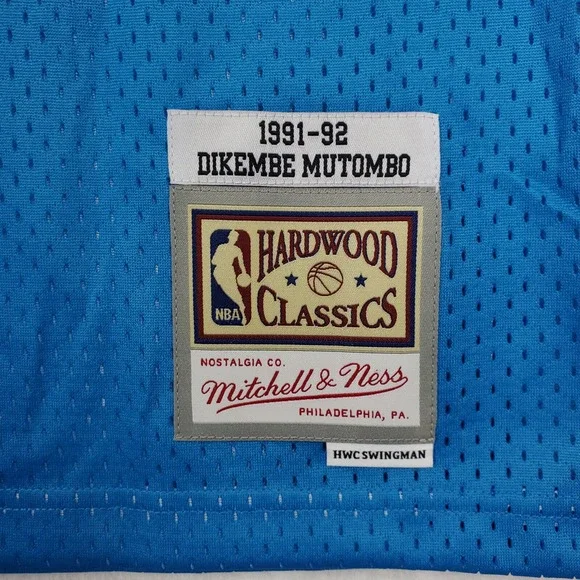 1991-92
DIKEMBE MUTOMBO
HARDWOOD
NBA
CLASSICS
NOSTALGIA CO.
Mitchell & Ness
PHILADELPHIA, PA.
HWC SWINGMAN